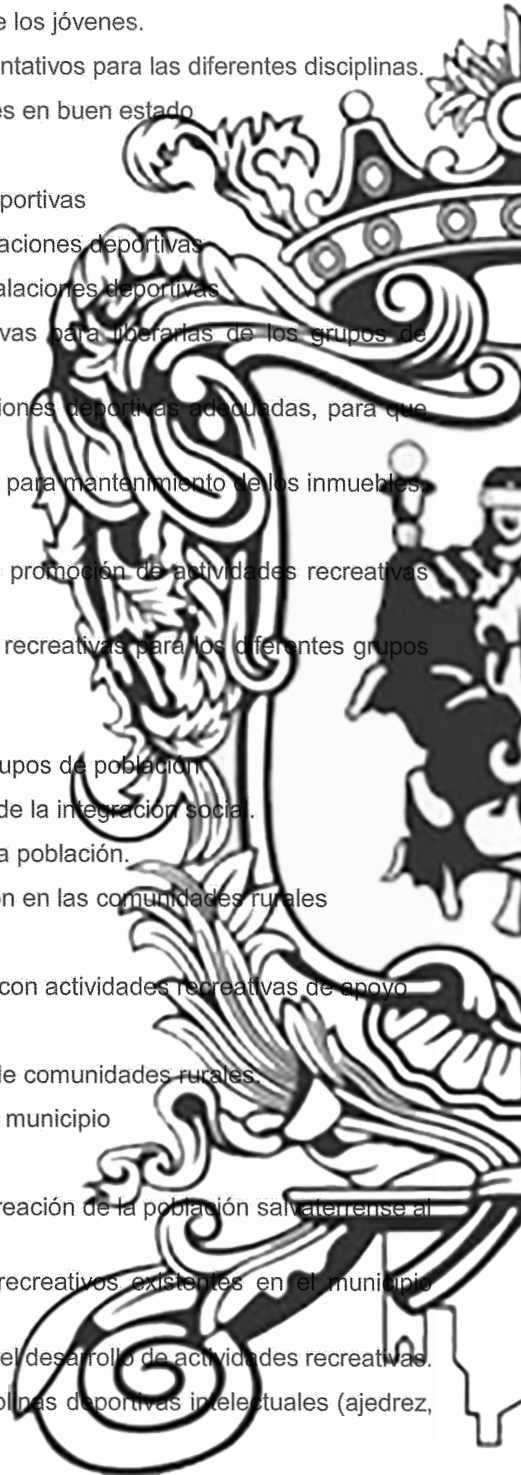 e los jóvenes.
ntativos para las diferentes disciplinas.
es en buen estado
portivas
aciones deportivas
alaciones deportivas
vas para liberarlas de los grupos de
iones deportivas adecuadas, para que
para mantenimiento de los inmuebles.
promoción de actividades recreativas
recreativas para los diferentes grupos
upos de población
de la integración social.
a población.
ón en las comunidades rurales
con actividades recreativas de apoyo
de comunidades rurales.
municipio
reación de la población salvaterrense al
recreativos existentes en el municipio
el desarrollo de actividades recreativas.
olinas deportivas intelectuales (ajedrez,